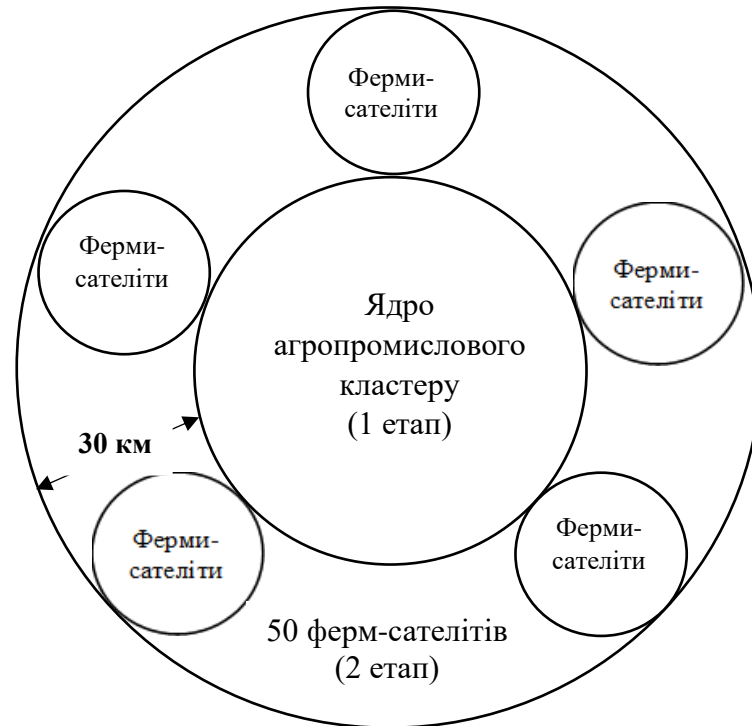 Ферми-
сателіти
Ферми-
сателіти
Ферми-
сателіти
Ядро
агропромислового
кластеру
(1 етап)
30 км
Ферми-
сателіти
Ферми-
сателіти
50 ферм-сателітів
(2 етап)